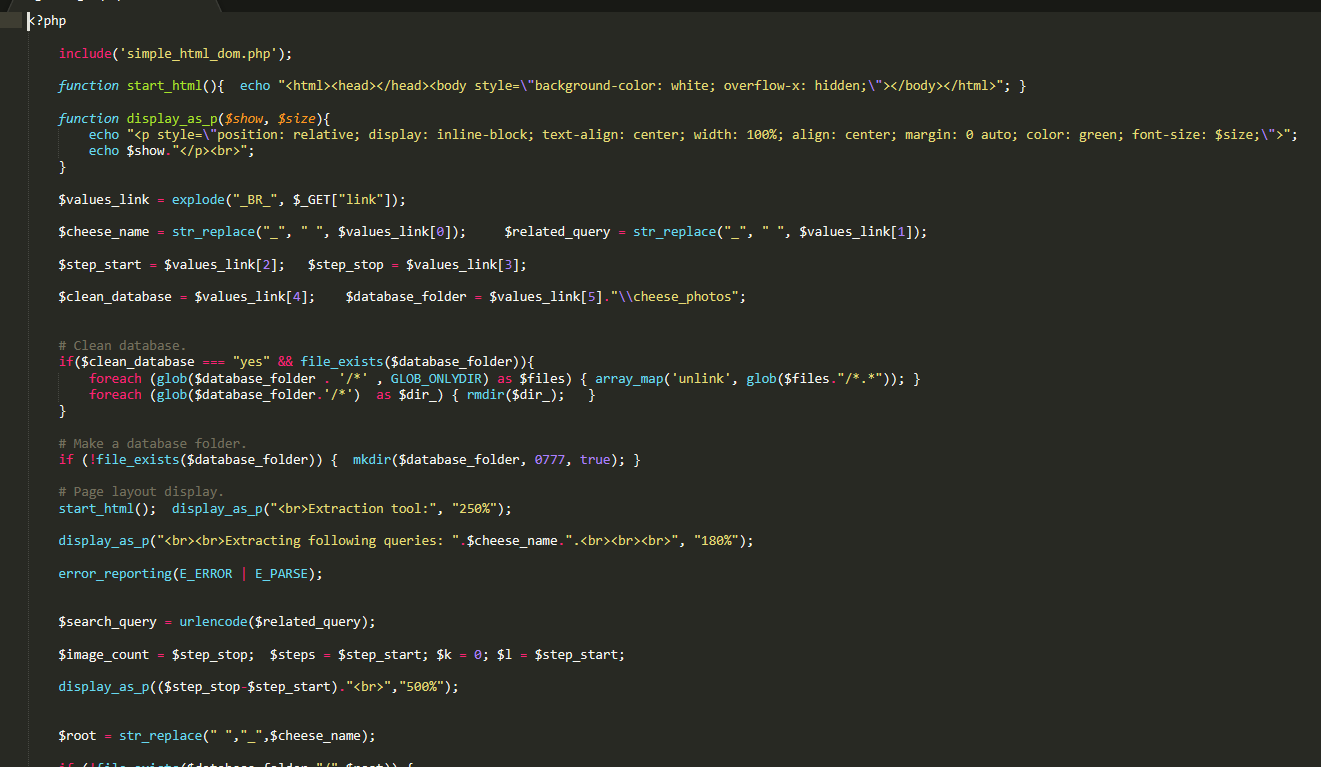 <?php
include('simple_html_dom.php');
function start_html(){  echo "<html><head></head><body style=\"background-color: white; overflow-x: hidden;\"></body></html>"; }
function display_as_p($show, $size){
echo "<p style=\"position: relative; display: inline-block; text-align: center; width: 100%; align: center; margin: 0 auto; color: green; font-size: $size;\">";
echo $show."</p><br>";
}
$values_link = explode("_BR_", $_GET["link"]);
$cheese_name = str_replace("_", " ", $values_link[0]);     $related_query = str_replace("_", " ", $values_link[1]);
$step_start = $values_link[2];   $step_stop = $values_link[3];
$clean_database = $values_link[4];    $database_folder = $values_link[5]."\\cheese_photos";
# Clean database.
if($clean_database === "yes" && file_exists($database_folder)){
foreach (glob($database_folder . '/*' , GLOB_ONLYDIR) as $files) { array_map('unlink', glob($files."/*.*")); }
foreach (glob($database_folder.'/*')  as $dir_) { rmdir($dir_);   }
}
# Make a database folder.
if (!file_exists($database_folder)) {  mkdir($database_folder, 0777, true); }
# Page layout display.
start_html();  display_as_p("<br>Extraction tool:", "250%");
display_as_p("<br><br>Extracting following queries: ".$cheese_name.".<br><br><br>", "180%");
error_reporting(E_ERROR | E_PARSE);
$search_query = urlencode($related_query);
$image_count = $step_stop;  $steps = $step_start; $k = 0; $l = $step_start;
display_as_p(($step_stop-$step_start)."<br>","500%");
$root = str_replace(" ","_",$cheese_name);
if (!file_exists($database_folder."/".$root)) {